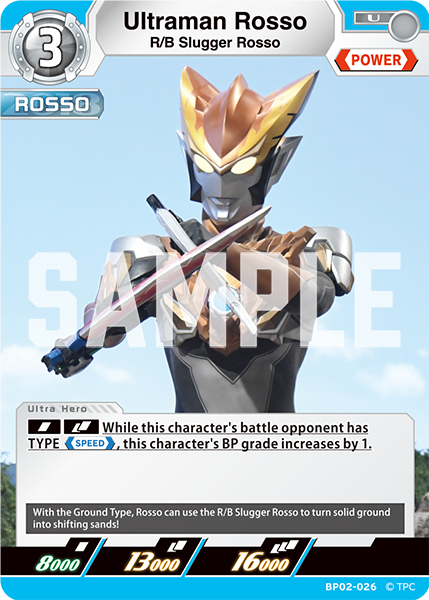 3
Ultraman Rosso
R/B Slugger Rosso
U
POWER
ROSSO
SAMPLE
Ultra Hero
While this character's battle opponent has
TYPE SPEED, this character's BP grade increases by 1.
With the Ground Type, Rosso can use the R/B Slugger Rosso to turn solid ground
into shifting sands!
8000 13000 16000
BP02-026 © TPC